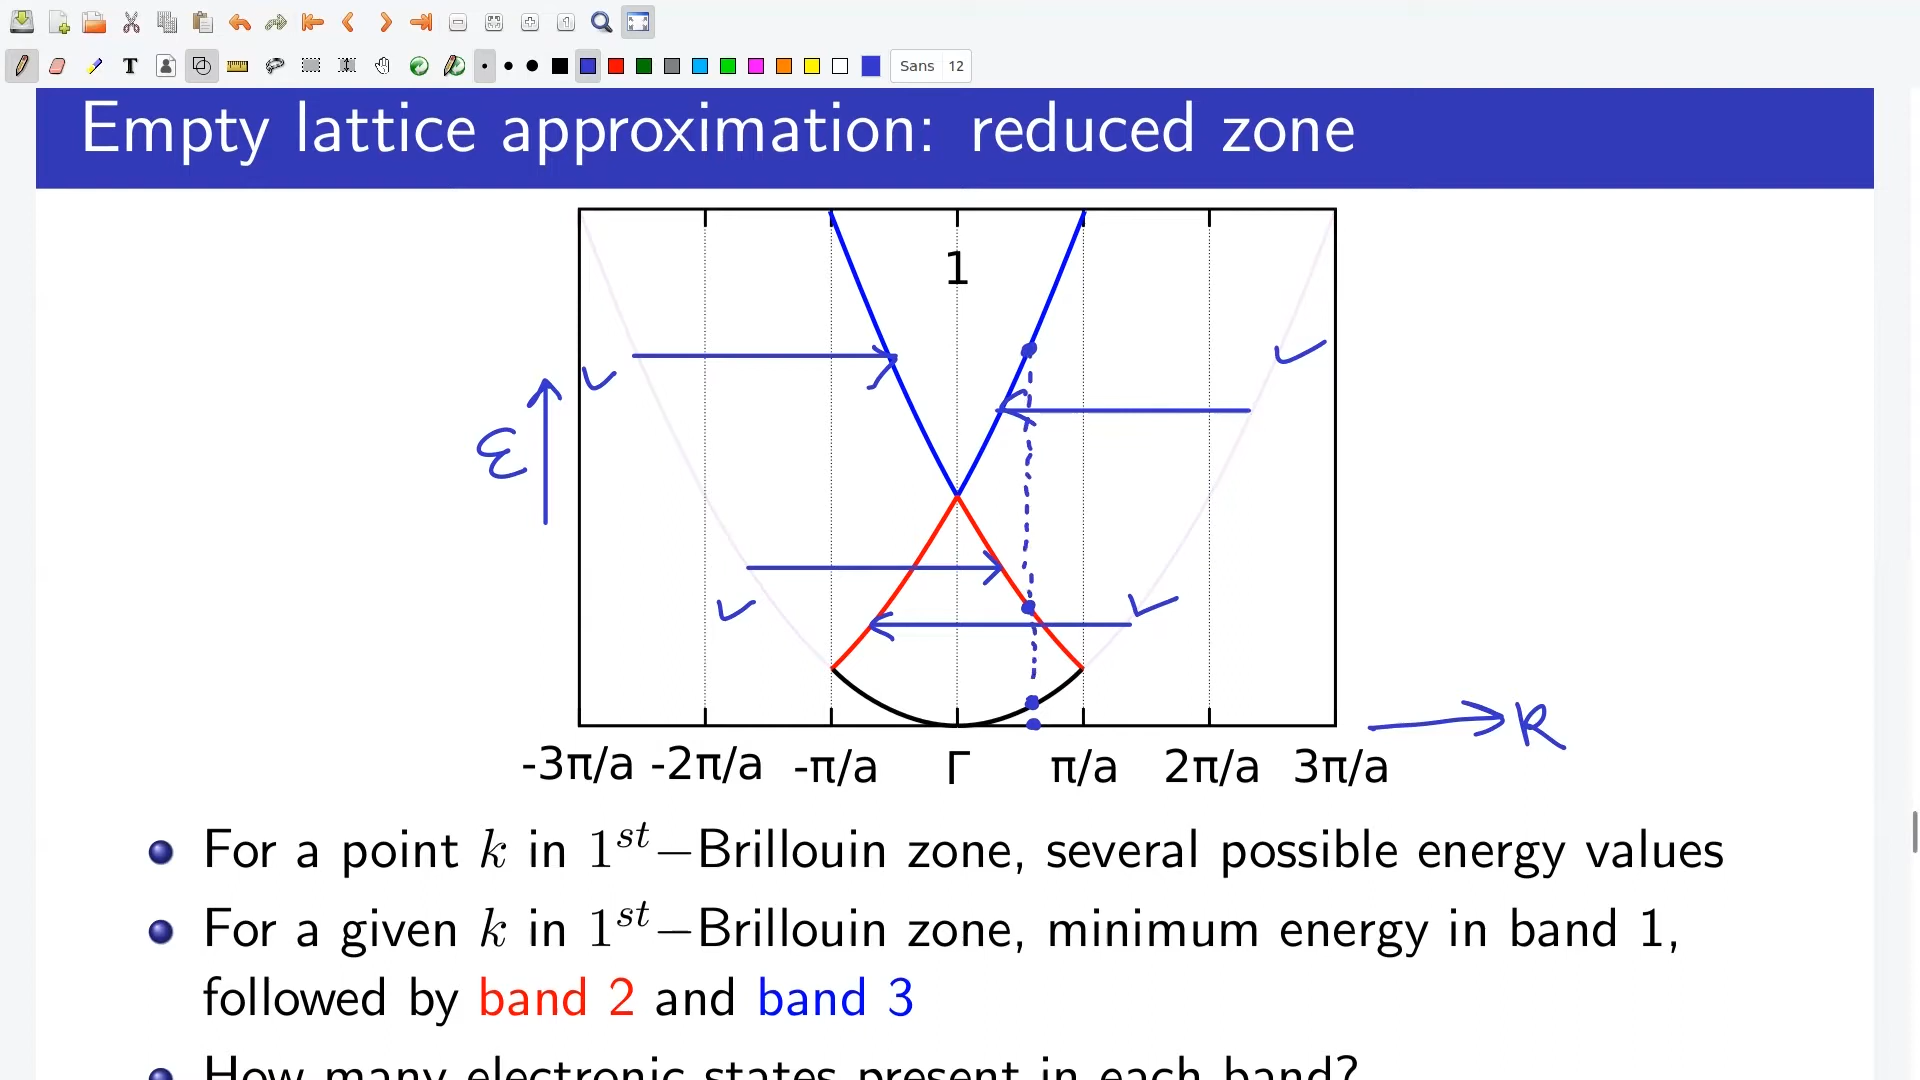 T Sans 12
Empty lattice approximation: reduced zone
1
ε
k
-3π/a -2π/a -π/a Γ π/a 2π/a 3π/a
For a point k in 1st−Brillouin zone, several possible energy values
For a given k in 1st−Brillouin zone, minimum energy in band 1,
followed by band 2 and band 3
How many electronic states present in each band?